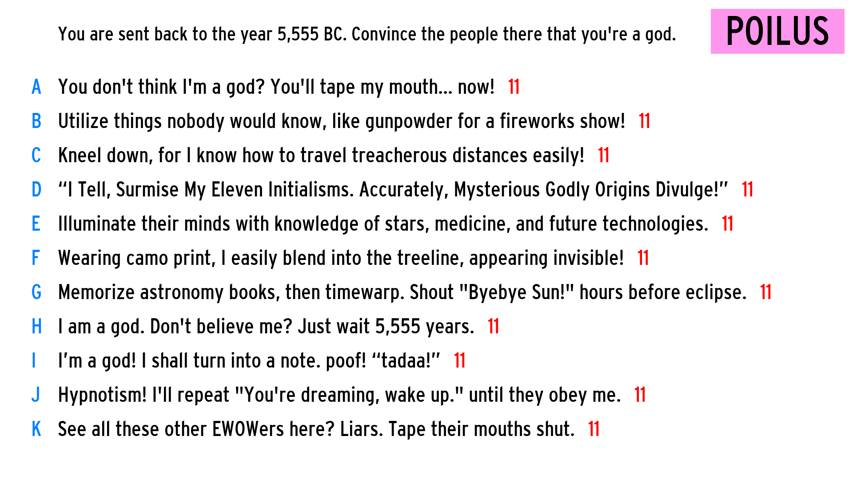 You are sent back to the year 5,555 BC. Convince the people there that you're a god.
POILUS
A You don't think I'm a god? You'll tape my mouth... now! 11
B Utilize things nobody would know, like gunpowder for a fireworks show! 11
C Kneel down, for I know how to travel treacherous distances easily! 11
D “I Tell, Surmise My Eleven Initialisms. Accurately, Mysterious Godly Origins Divulge!” 11
E Illuminate their minds with knowledge of stars, medicine, and future technologies. 11
F Wearing camo print, I easily blend into the treeline, appearing invisible! 11
G Memorize astronomy books, then timewarp. Shout "Byebye Sun!" hours before eclipse. 11
H I am a god. Don't believe me? Just wait 5,555 years. 11
I I’m a god! I shall turn into a note. poof! “tadaa!” 11
J Hypnotism! I'll repeat "You're dreaming, wake up." until they obey me. 11
K See all these other EWOWers here? Liars. Tape their mouths shut. 11